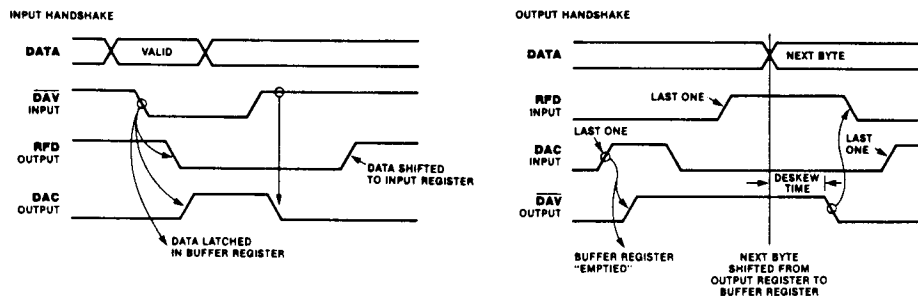 INPUT HANDSHAKE
DATA
VALID
DAV
INPUT
RFD
OUTPUT
DATA SHIFTED
TO INPUT REGISTER
DAC
OUTPUT
DATA LATCHED
IN BUFFER REGISTER
OUTPUT HANDSHAKE
DATA
NEXT BYTE
RFD
INPUT
LAST ONE
DAC
INPUT
LAST ONE
LAST
ONE
DESKEW
TIME
DAV
OUTPUT
BUFFER REGISTER
"EMPTIED"
NEXT BYTE
SHIFTED FROM
OUTPUT REGISTER TO
BUFFER REGISTER